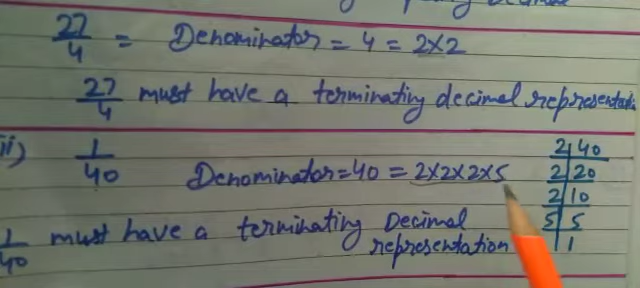 27/4 = Denominator = 4 = 2×2
27/4 must have a terminating decimal
ii) 1/40 Denominator = 40 = 2×2×2×5
1/40 must have a terminating Decimal
representation
2 | 40
2 | 20
2 | 10
5 | 5
| 1